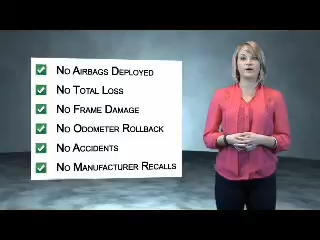 No Airbags Deployed
No Total Loss
No Frame Damage
No Odometer Rollback
No Accidents
No Manufacturer Recalls